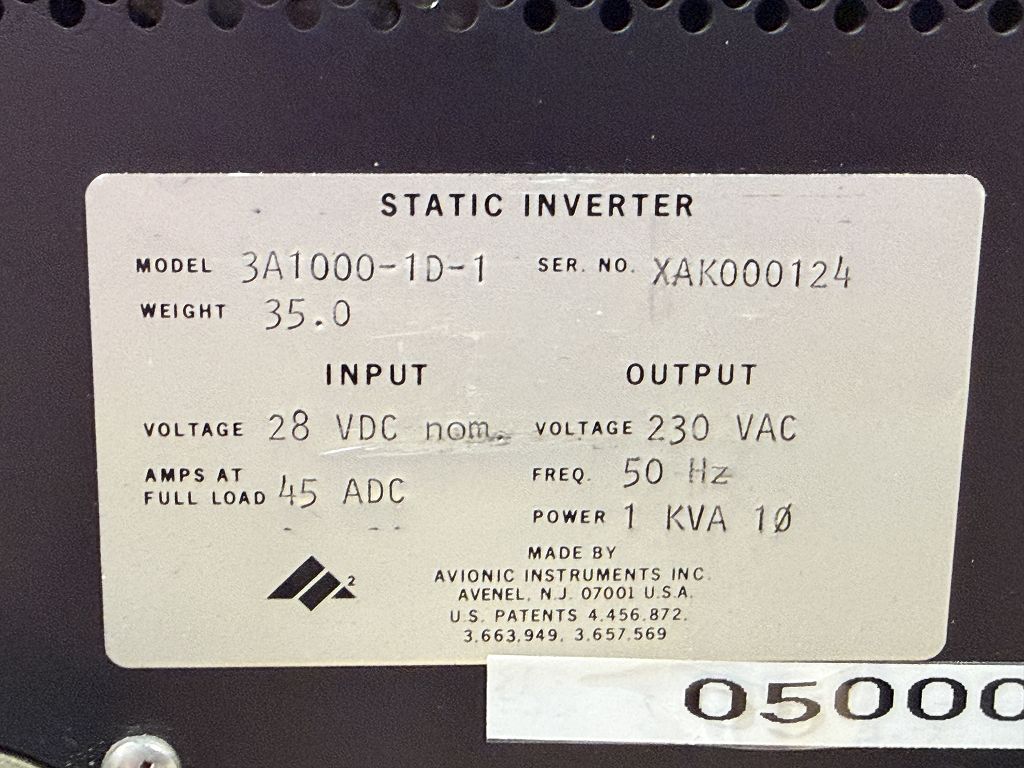 STATIC INVERTER
MODEL 3A1000-1D-1 SER. NO. XAK000124
WEIGHT 35.0
INPUT OUTPUT
VOLTAGE 28 VDC nom. VOLTAGE 230 VAC
AMPS AT
FULL LOAD 45 ADC
FREQ. 50 Hz
POWER 1 KVA 1Ø
MADE BY
AVIONIC INSTRUMENTS INC.
AVENEL, N.J. 07001 U.S.A.
U.S. PATENTS 4,456,872,
3,663,949, 3,657,569
2
05000